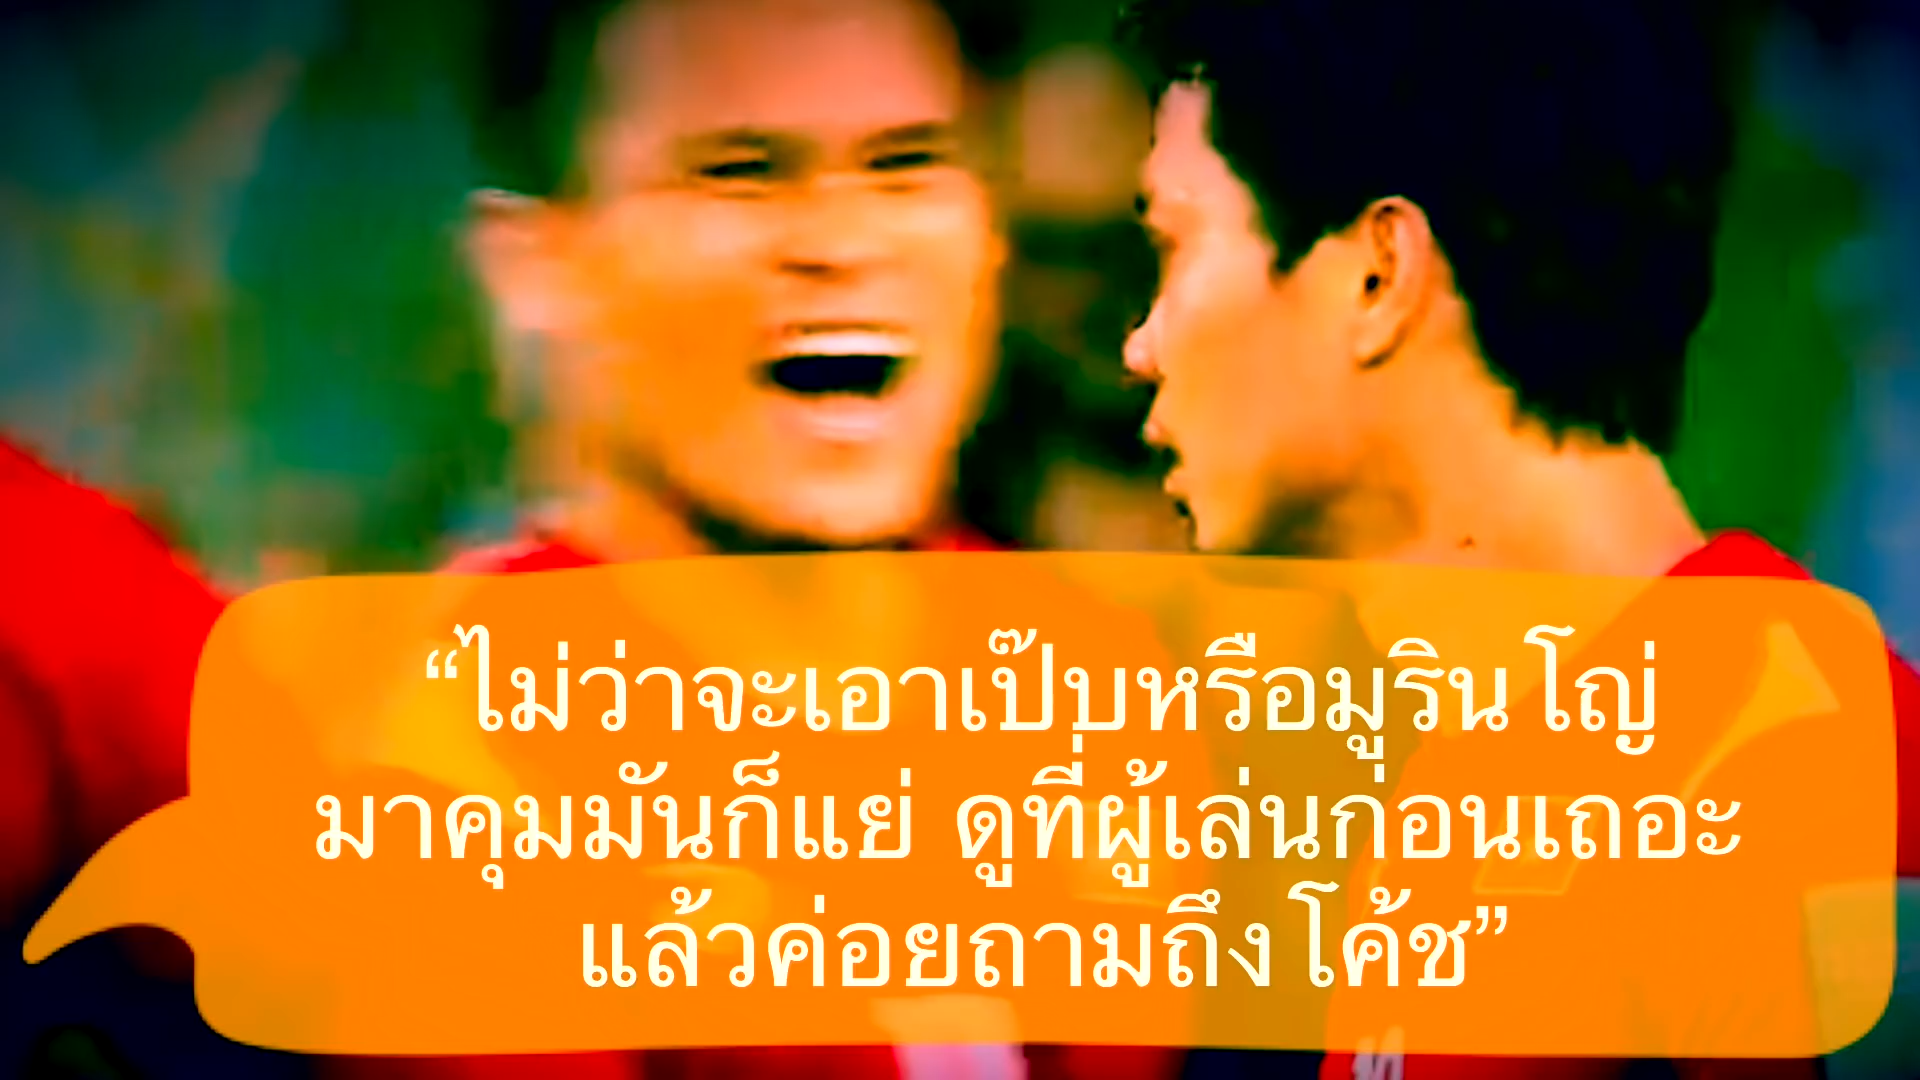 “ไม่ว่าจะเอาเป๊บหรือมูรินโญ่
มาคุมมันก็แย่ ดูที่ผู้เล่นก่อนเถอะ
แล้วค่อยถามถึงโค้ช”